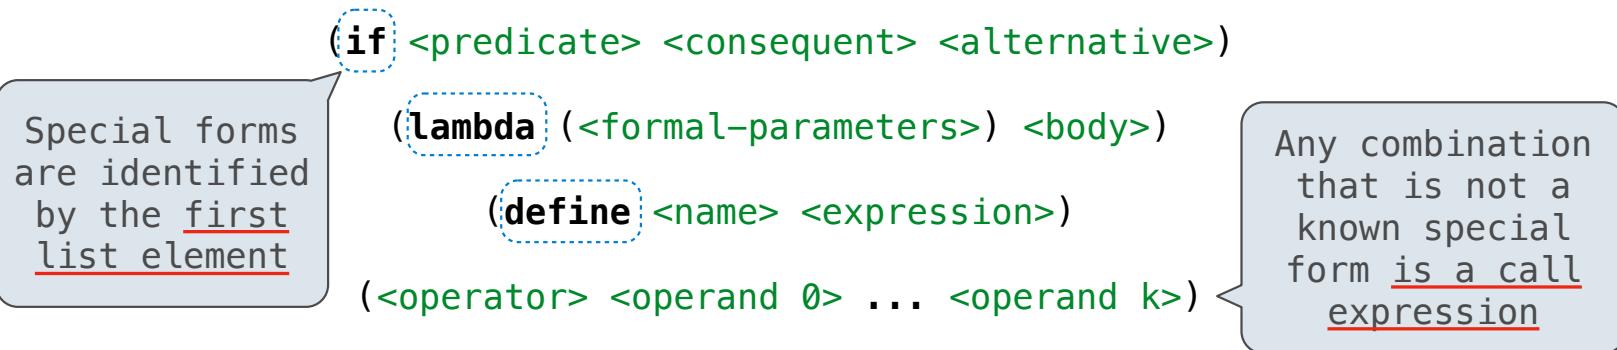 (if <predicate> <consequent> <alternative>)
Special forms
are identified
by the first
list element
(lambda (<formal-parameters>) <body>)
(define <name> <expression>)
(<operator> <operand 0> ... <operand k>)
Any combination
that is not a
known special
form is a call
expression